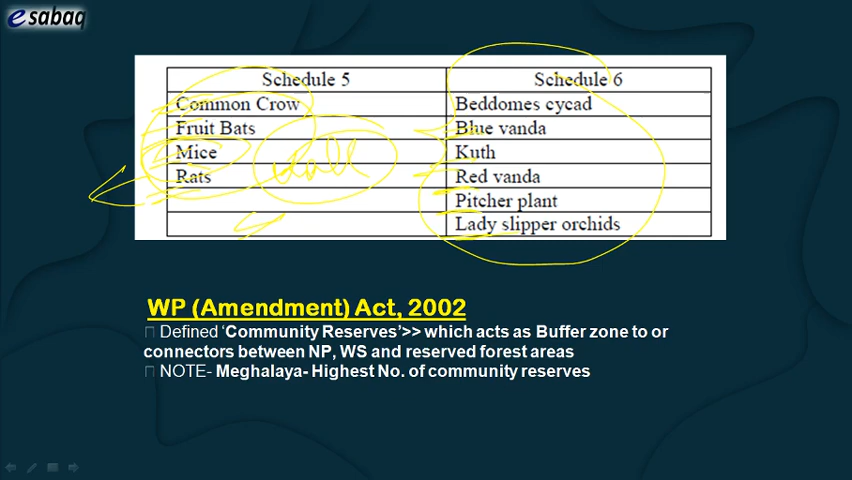 esabaq
Schedule 5 Schedule 6
Common Crow Beddomes cycad
Fruit Bats Blue vanda
Mice Kuth
Rats Red vanda
Pitcher plant
Lady slipper orchids
WP (Amendment) Act, 2002
Defined ‘Community Reserves’>> which acts as Buffer zone to or
connectors between NP, WS and reserved forest areas
NOTE- Meghalaya- Highest No. of community reserves